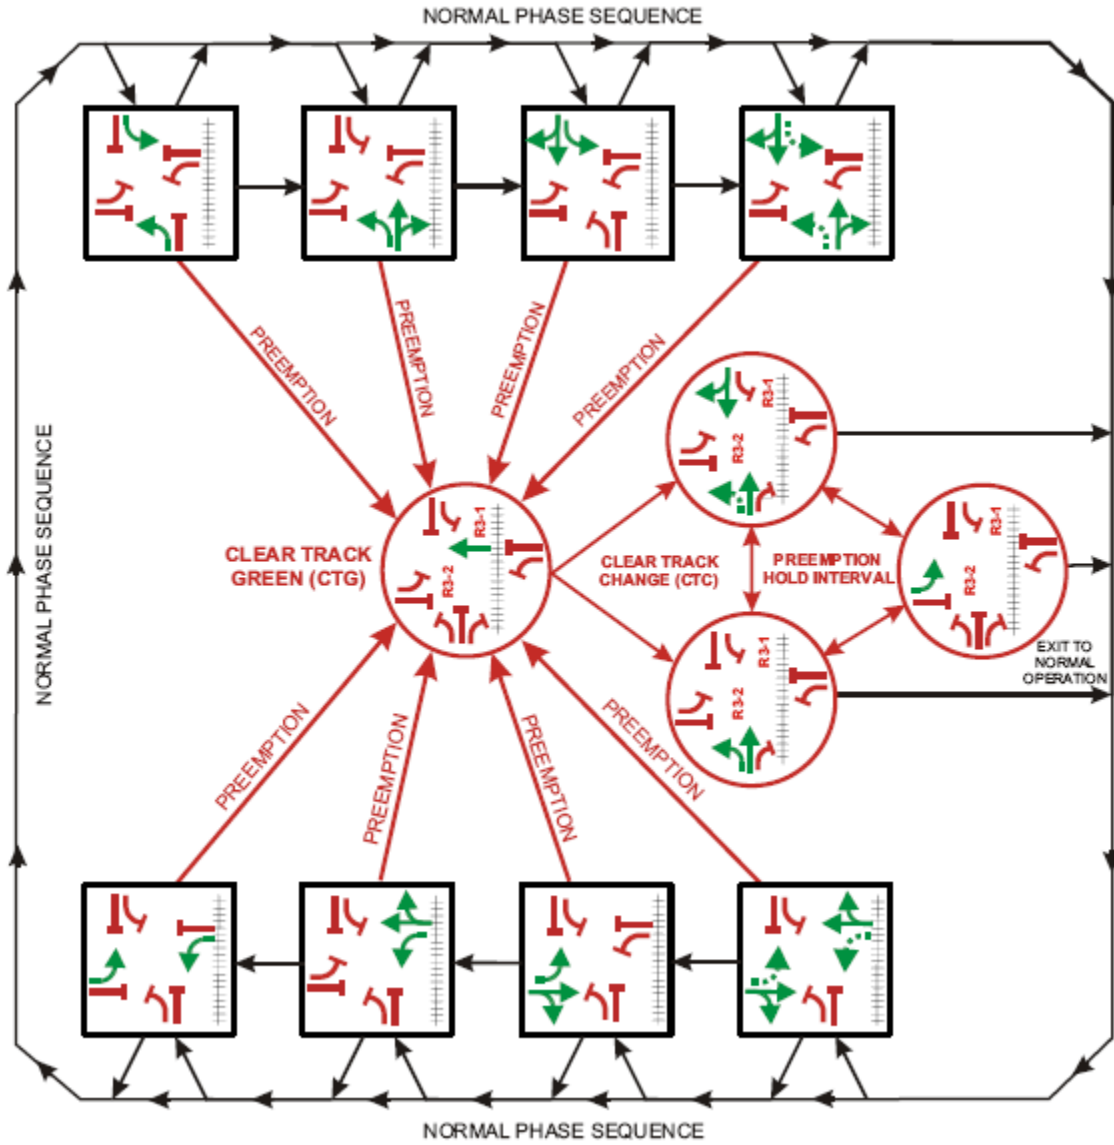 NORMAL PHASE SEQUENCE
PREEMPTION
PREEMPTION
PREEMPTION
PREEMPTION
NORMAL PHASE SEQUENCE
R3-1
R3-2
CLEAR TRACK
GREEN (CTG)
R3-1
R3-2
CLEAR TRACK
CHANGE (CTC)
PREEMPTION
HOLD INTERVAL
R3-1
R3-2
R3-1
R3-2
EXIT TO
NORMAL
OPERATION
PREEMPTION
PREEMPTION
PREEMPTION
PREEMPTION
NORMAL PHASE SEQUENCE